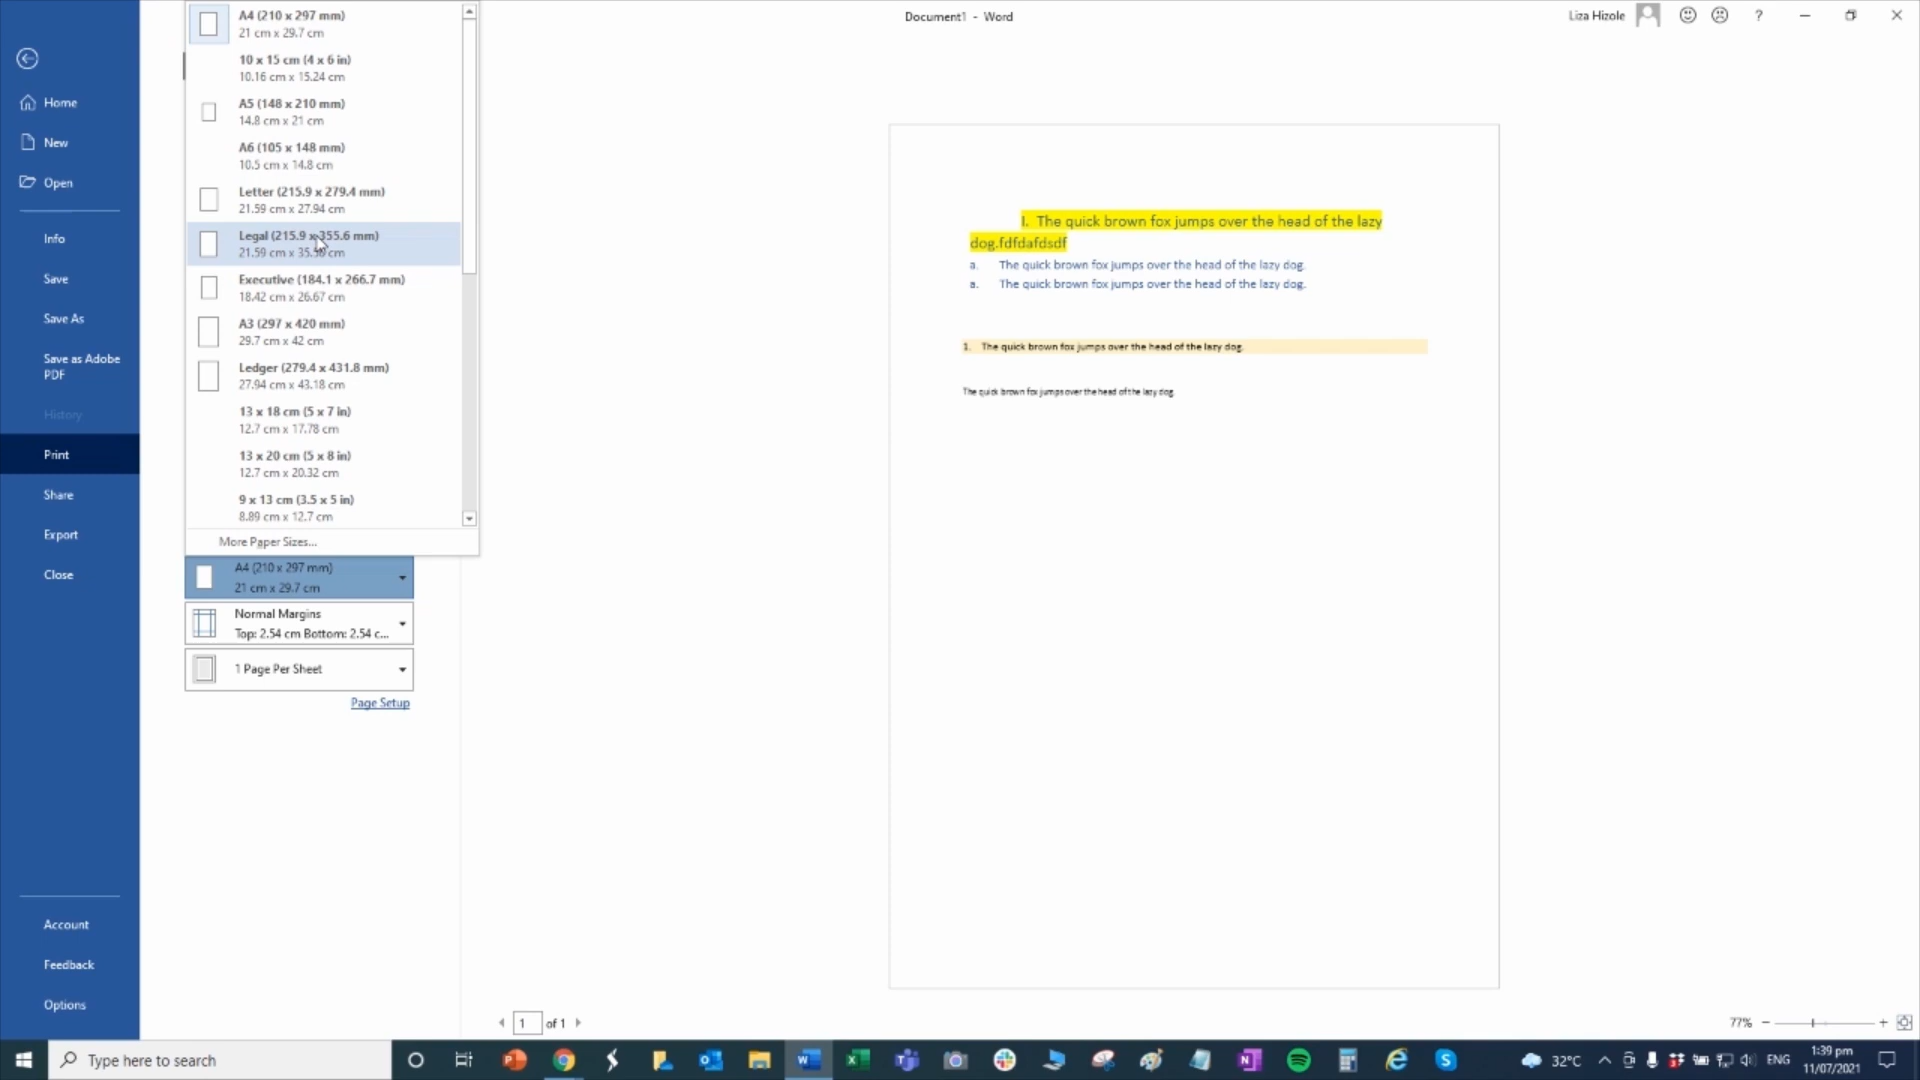 Document1 - Word
Liza Hizole
?
Home
New
Open
Info
Save
Save As
Save as Adobe
PDF
History
Print
Share
Export
Close
Account
Feedback
Options
A4 (210 x 297 mm)
21 cm x 29.7 cm
10 x 15 cm (4 x 6 in)
10.16 cm x 15.24 cm
A5 (148 x 210 mm)
14.8 cm x 21 cm
A6 (105 x 148 mm)
10.5 cm x 14.8 cm
Letter (215.9 x 279.4 mm)
21.59 cm x 27.94 cm
Legal (215.9 x 355.6 mm)
21.59 cm x 35.56 cm
Executive (184.1 x 266.7 mm)
18.42 cm x 26.67 cm
A3 (297 x 420 mm)
29.7 cm x 42 cm
Ledger (279.4 x 431.8 mm)
27.94 cm x 43.18 cm
13 x 18 cm (5 x 7 in)
12.7 cm x 17.78 cm
13 x 20 cm (5 x 8 in)
12.7 cm x 20.32 cm
9 x 13 cm (3.5 x 5 in)
8.89 cm x 12.7 cm
More Paper Sizes...
A4 (210 x 297 mm)
21 cm x 29.7 cm
Normal Margins
Top: 2.54 cm Bottom: 2.54 c...
1 Page Per Sheet
Page Setup
I. The quick brown fox jumps over the head of the lazy
dog.fdfdafdsdf
a. The quick brown fox jumps over the head of the lazy dog.
a. The quick brown fox jumps over the head of the lazy dog.
1. The quick brown fox jumps over the head of the lazy dog.
The quick brown fox jumps over the head of the lazy dog.
1 of 1
77%
Type here to search
32°C
ENG
1:39 pm
11/07/2021